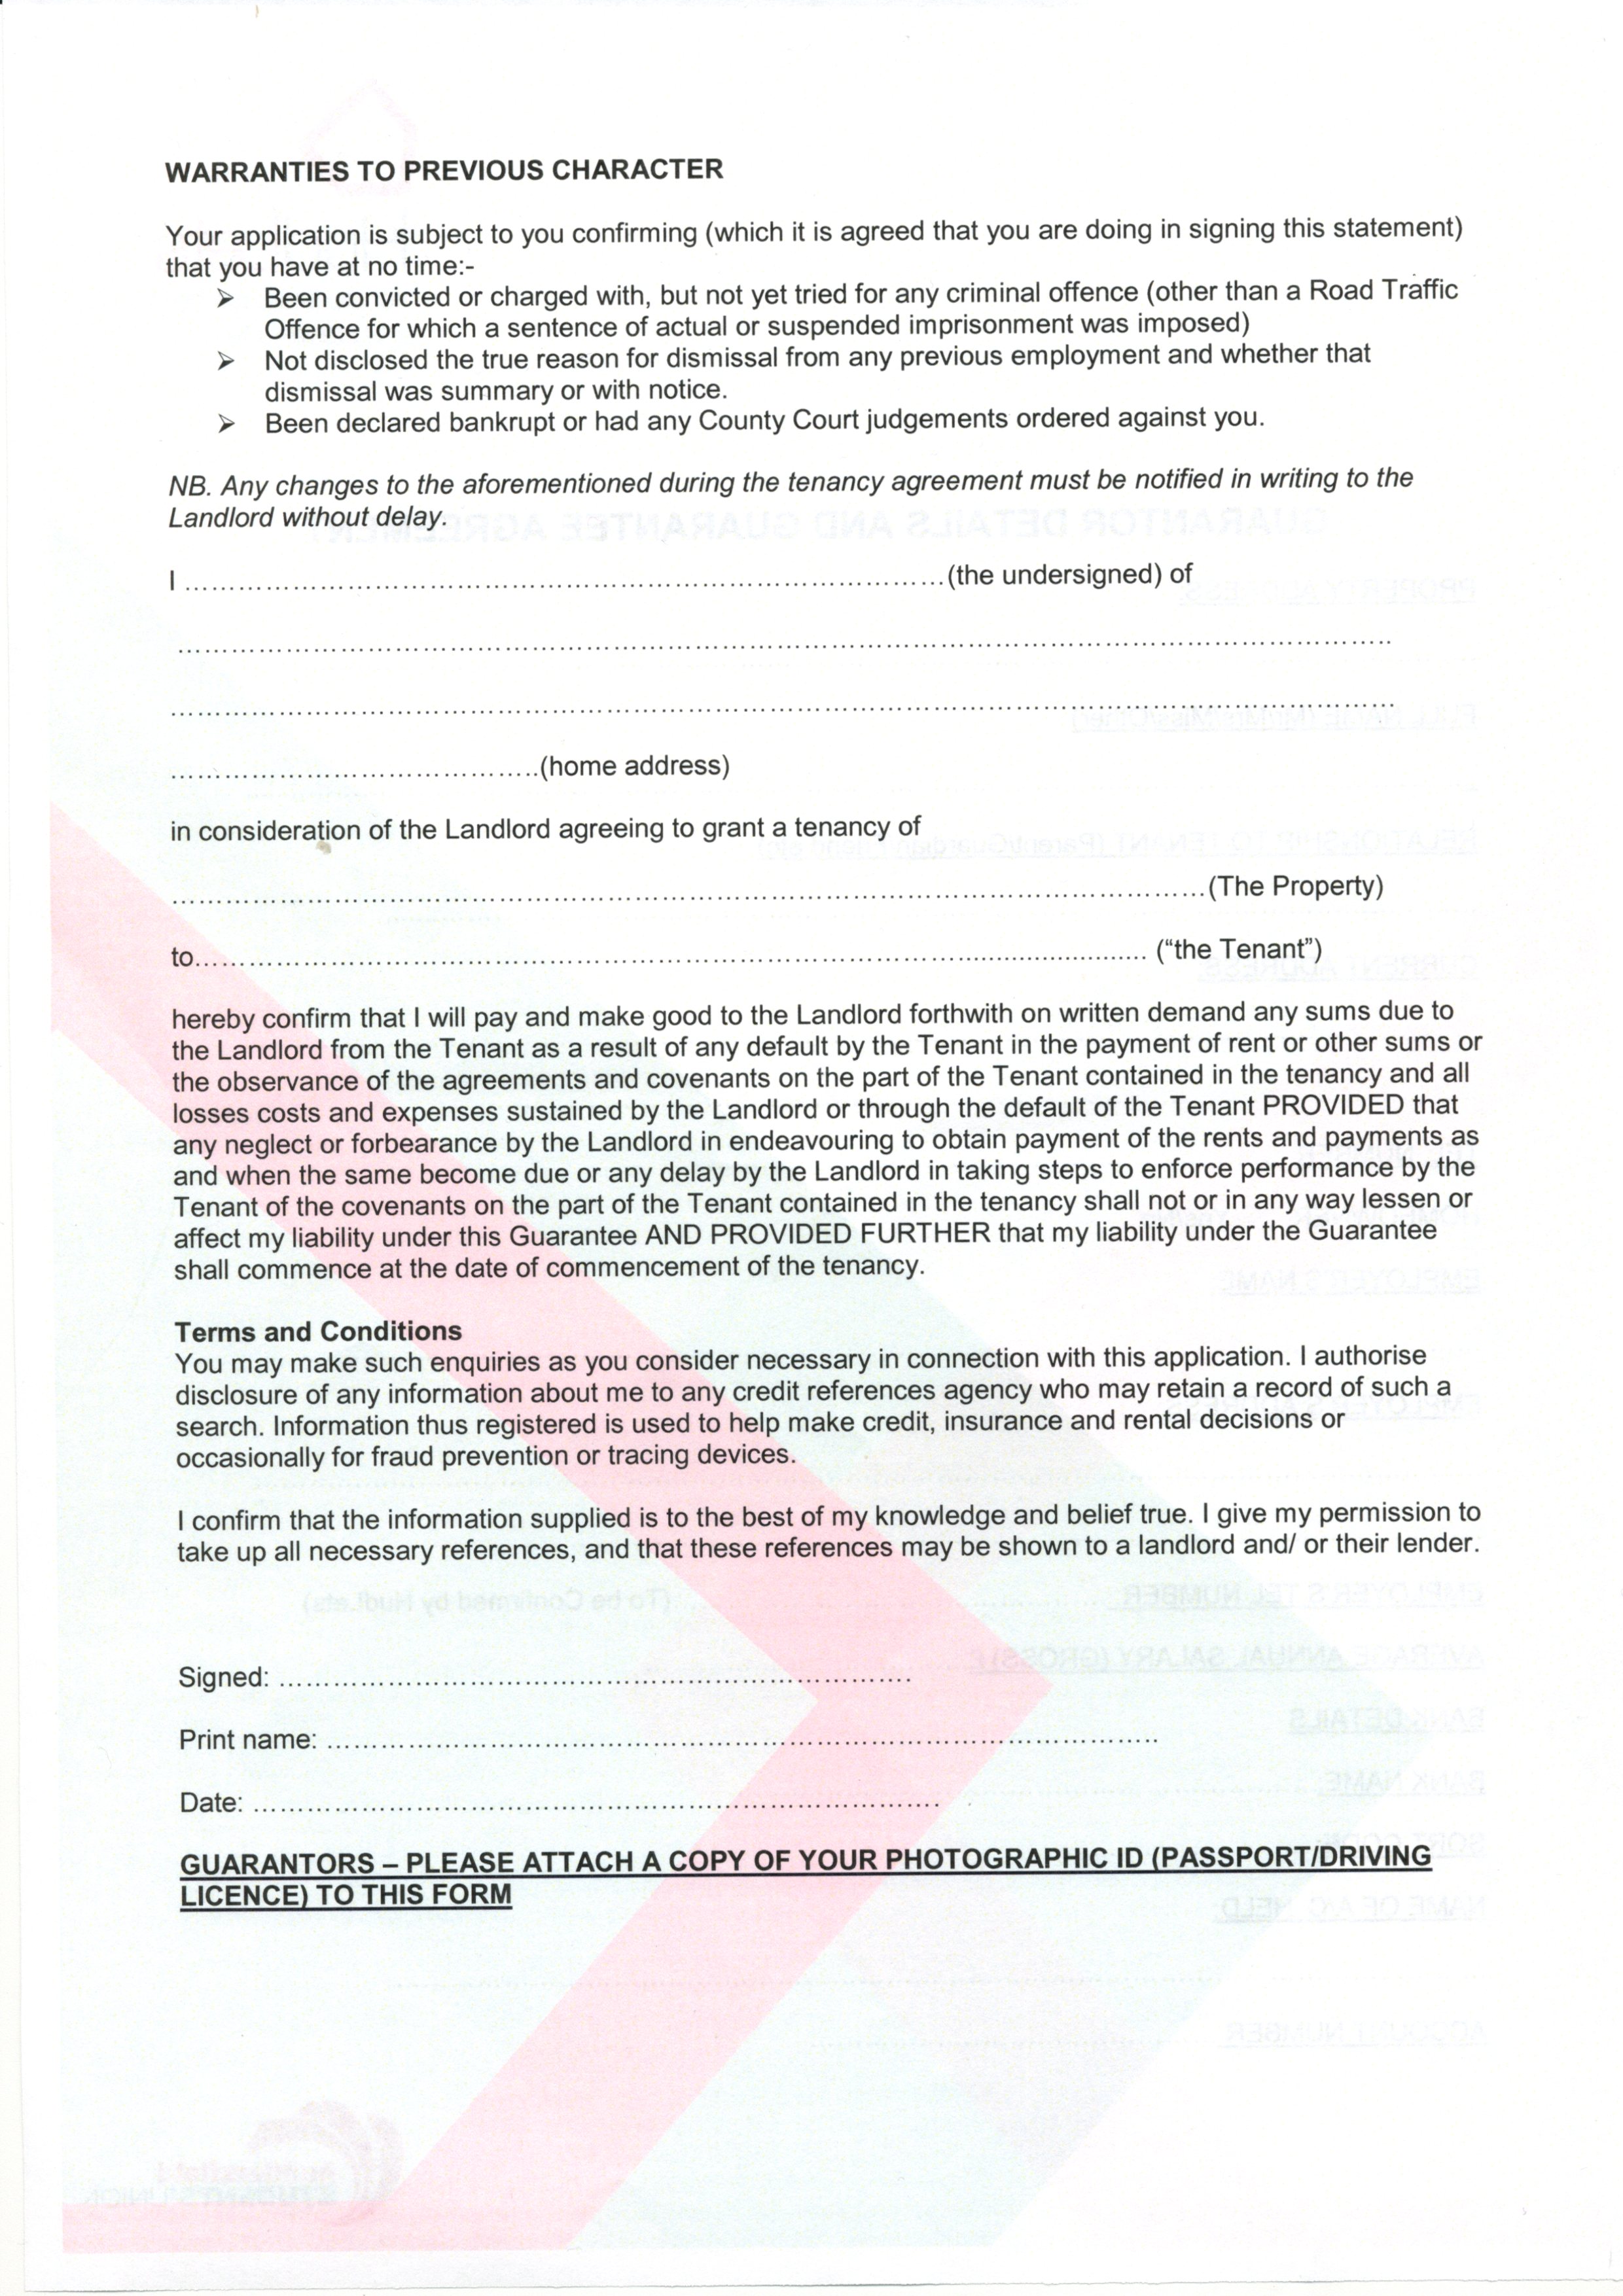 WARRANTIES TO PREVIOUS CHARACTER
Your application is subject to you confirming (which it is agreed that you are doing in signing this statement)
that you have at no time:-
➢ Been convicted or charged with, but not yet tried for any criminal offence (other than a Road Traffic
Offence for which a sentence of actual or suspended imprisonment was imposed)
➢ Not disclosed the true reason for dismissal from any previous employment and whether that
dismissal was summary or with notice.
➢ Been declared bankrupt or had any County Court judgements ordered against you.
NB. Any changes to the aforementioned during the tenancy agreement must be notified in writing to the
Landlord without delay.
I ....................................................................................(the undersigned) of
.......................................................................................................................................
.......................................................................................................................................
.........................................(home address)
in consideration of the Landlord agreeing to grant a tenancy of
...................................................................................................................(The Property)
to......................................................................................................... (“the Tenant”)
hereby confirm that I will pay and make good to the Landlord forthwith on written demand any sums due to
the Landlord from the Tenant as a result of any default by the Tenant in the payment of rent or other sums or
the observance of the agreements and covenants on the part of the Tenant contained in the tenancy and all
losses costs and expenses sustained by the Landlord or through the default of the Tenant PROVIDED that
any neglect or forbearance by the Landlord in endeavouring to obtain payment of the rents and payments as
and when the same become due or any delay by the Landlord in taking steps to enforce performance by the
Tenant of the covenants on the part of the Tenant contained in the tenancy shall not or in any way lessen or
affect my liability under this Guarantee AND PROVIDED FURTHER that my liability under the Guarantee
shall commence at the date of commencement of the tenancy.
Terms and Conditions
You may make such enquiries as you consider necessary in connection with this application. I authorise
disclosure of any information about me to any credit references agency who may retain a record of such a
search. Information thus registered is used to help make credit, insurance and rental decisions or
occasionally for fraud prevention or tracing devices.
I confirm that the information supplied is to the best of my knowledge and belief true. I give my permission to
take up all necessary references, and that these references may be shown to a landlord and/ or their lender.
Signed: ......................................................................
Print name: ............................................................................................
Date: ............................................................................
GUARANTORS – PLEASE ATTACH A COPY OF YOUR PHOTOGRAPHIC ID (PASSPORT/DRIVING
LICENCE) TO THIS FORM